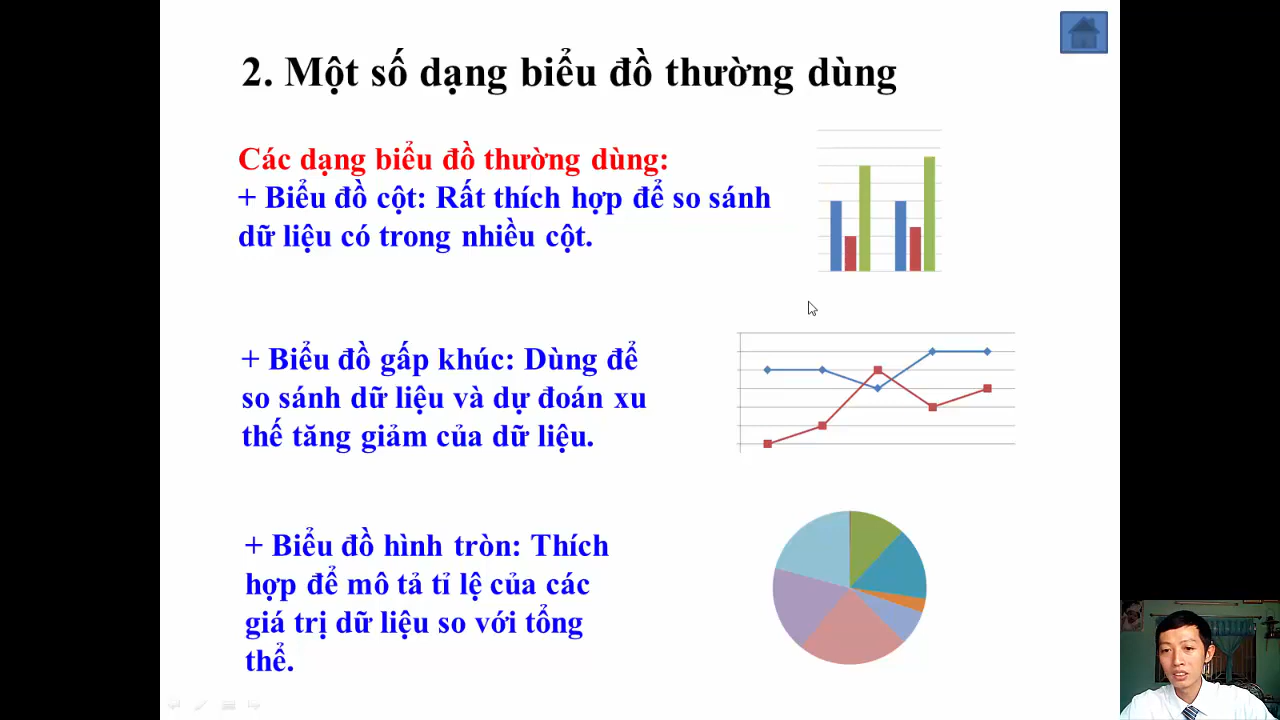 2. Một số dạng biểu đồ thường dùng
Các dạng biểu đồ thường dùng:
+ Biểu đồ cột: Rất thích hợp để so sánh
dữ liệu có trong nhiều cột.
+ Biểu đồ gấp khúc: Dùng để
so sánh dữ liệu và dự đoán xu
thế tăng giảm của dữ liệu.
+ Biểu đồ hình tròn: Thích
hợp để mô tả tỉ lệ của các
giá trị dữ liệu so với tổng
thể.